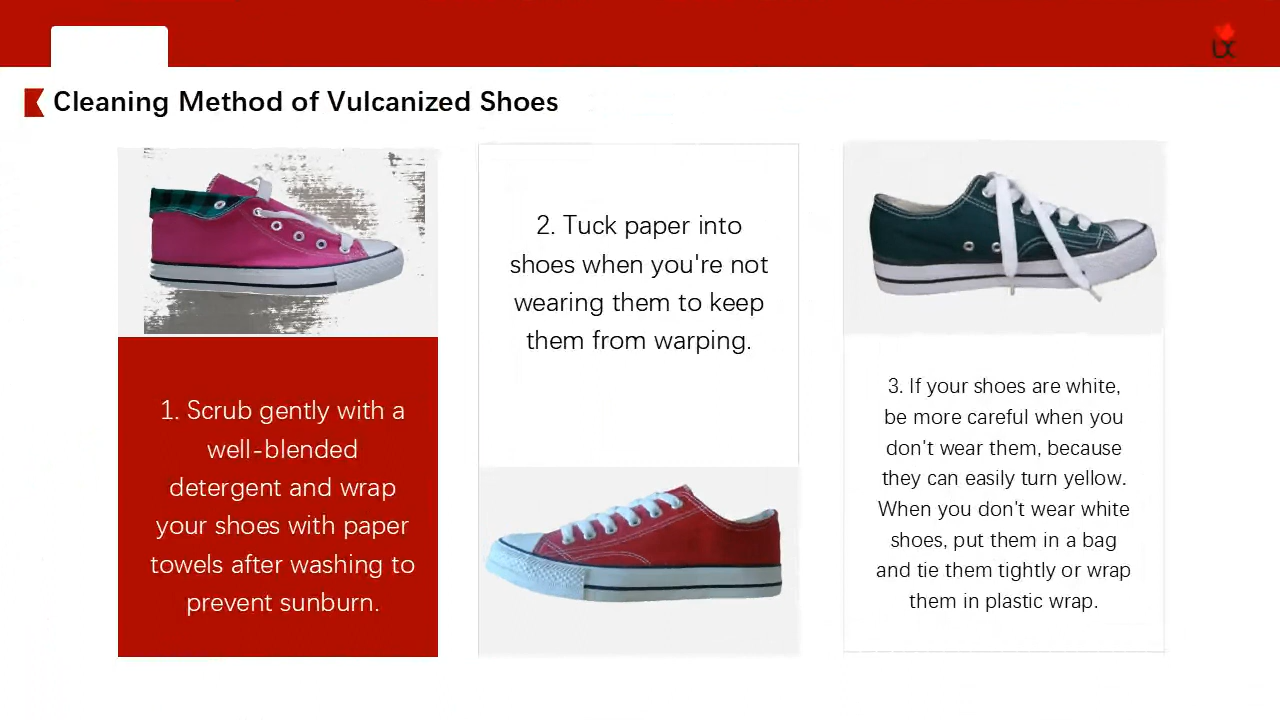 Cleaning Method of Vulcanized Shoes
1. Scrub gently with a
well-blended
detergent and wrap
your shoes with paper
towels after washing to
prevent sunburn.
2. Tuck paper into
shoes when you're not
wearing them to keep
them from warping.
3. If your shoes are white,
be more careful when you
don't wear them, because
they can easily turn yellow.
When you don't wear white
shoes, put them in a bag
and tie them tightly or wrap
them in plastic wrap.